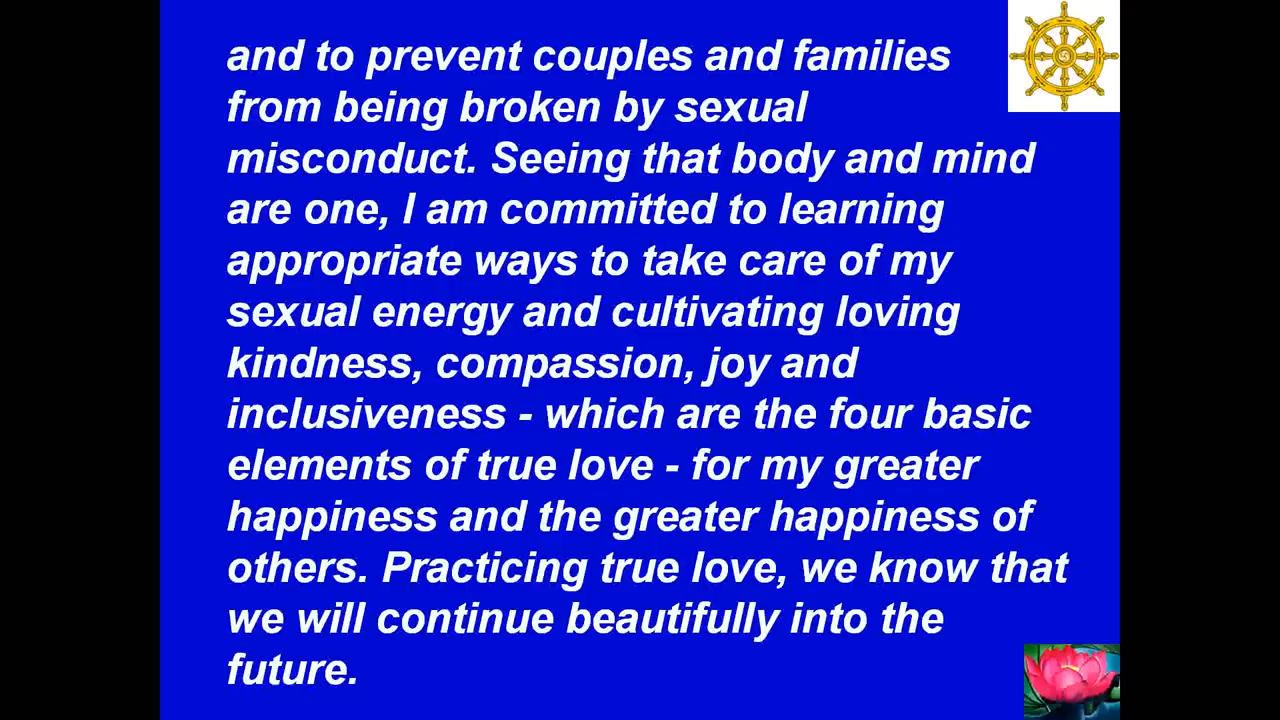 and to prevent couples and families
from being broken by sexual
misconduct. Seeing that body and mind
are one, I am committed to learning
appropriate ways to take care of my
sexual energy and cultivating loving
kindness, compassion, joy and
inclusiveness - which are the four basic
elements of true love - for my greater
happiness and the greater happiness of
others. Practicing true love, we know that
we will continue beautifully into the
future.